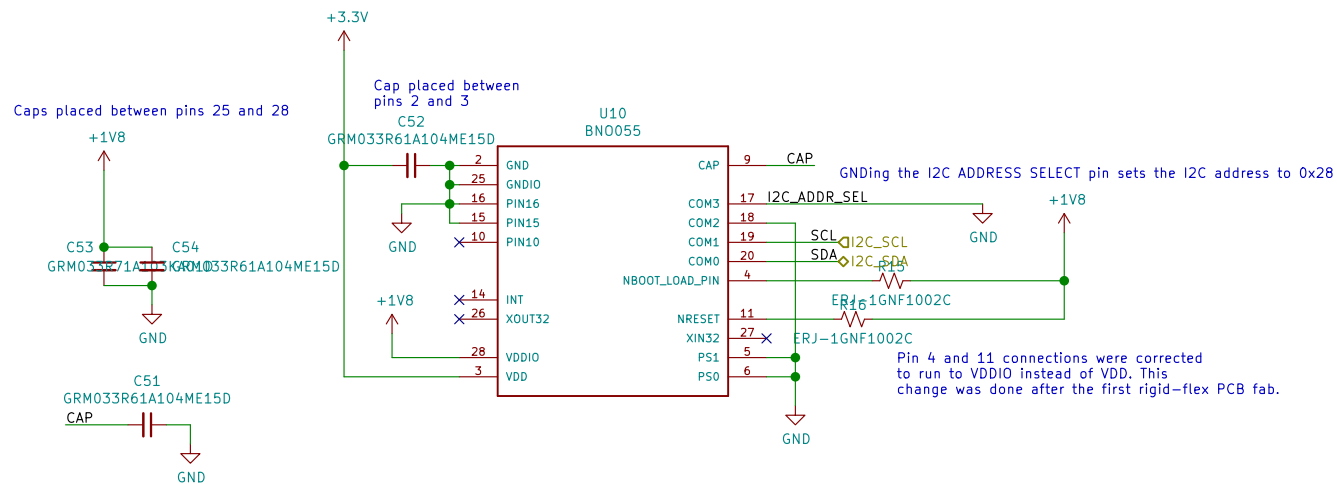 +3.3V
Cap placed between
pins 2 and 3
Caps placed between pins 25 and 28
+1V8
C52
GRM033R61A104ME15D
U10
BNO055
2 GND
25 GNDIO
16 PIN16
15 PIN15
10 PIN10
14 INT
26 XOUT32
28 VDDIO
3 VDD
GND
+1V8
CAP 9 CAP
COM3 17 I2C_ADDR_SEL
COM2 18
COM1 19 SCL I2C_SCL
COM0 20 SDA I2C_SDA
NBOOT_LOAD_PIN 4
NRESET 11
XIN32 27
PS1 5
PS0 6
GNDing the I2C ADDRESS SELECT pin sets the I2C address to 0x28
+1V8
GND
R15
ERJ-1GNF1002C
R16
ERJ-1GNF1002C
Pin 4 and 11 connections were corrected
to run to VDDIO instead of VDD. This
change was done after the first rigid-flex PCB fab.
GND
C53
GRM033R71A103KA01D
C54
GRM033R61A104ME15D
GND
C51
GRM033R61A104ME15D
CAP
GND